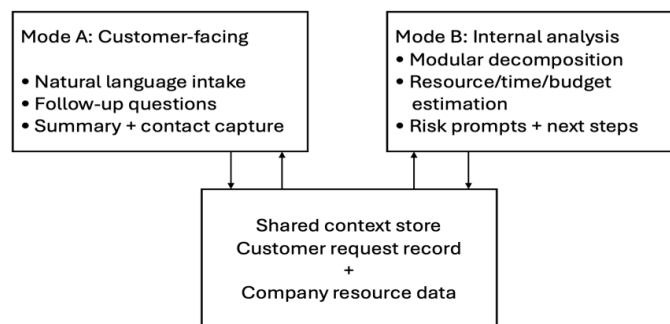 Mode A: Customer-facing
• Natural language intake
• Follow-up questions
• Summary + contact capture
Mode B: Internal analysis
• Modular decomposition
• Resource/time/budget
estimation
• Risk prompts + next steps
Shared context store
Customer request record
+
Company resource data